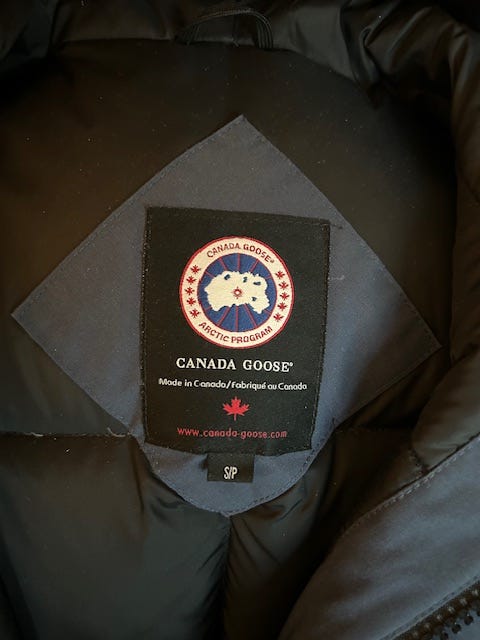 CANADA GOOSE®
ARCTIC PROGRAM
CANADA GOOSE®
Made in Canada/Fabriqué au Canada
www.canada-goose.com
S/P